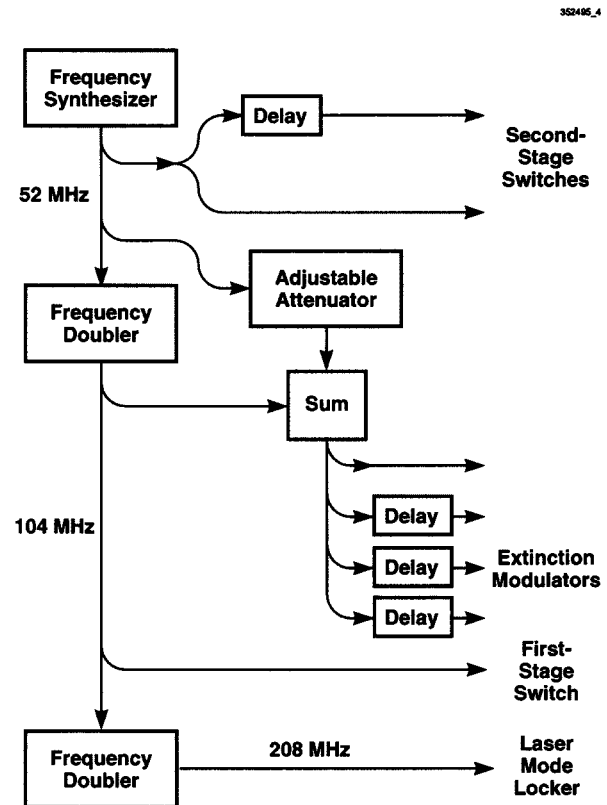 352495_4
Frequency
Synthesizer
Delay
Second-
Stage
Switches
52 MHz
Adjustable
Attenuator
Frequency
Doubler
Sum
104 MHz
Delay
Delay
Extinction
Modulators
Delay
First-
Stage
Switch
Frequency
Doubler
208 MHz
Laser
Mode
Locker